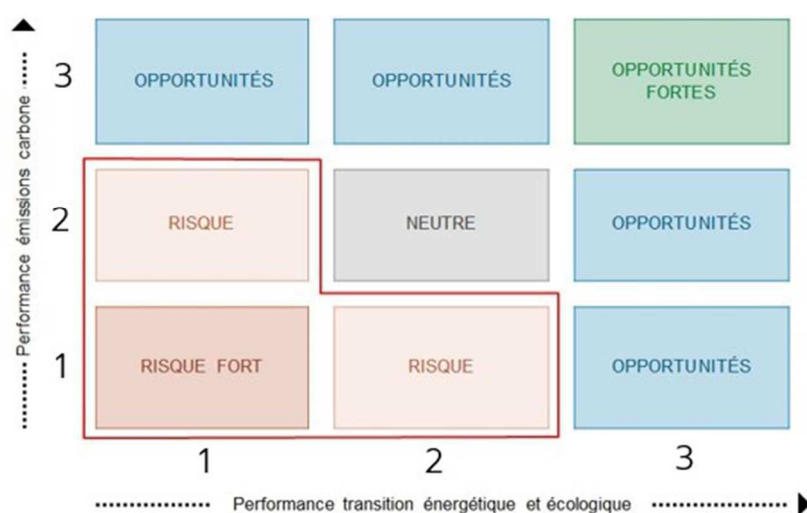 Performance émissions carbone
3
OPPORTUNITÉS
OPPORTUNITÉS
OPPORTUNITÉS
FORTES
2
RISQUE
NEUTRE
OPPORTUNITÉS
1
RISQUE FORT
RISQUE
OPPORTUNITÉS
1
2
3
Performance transition énergétique et écologique